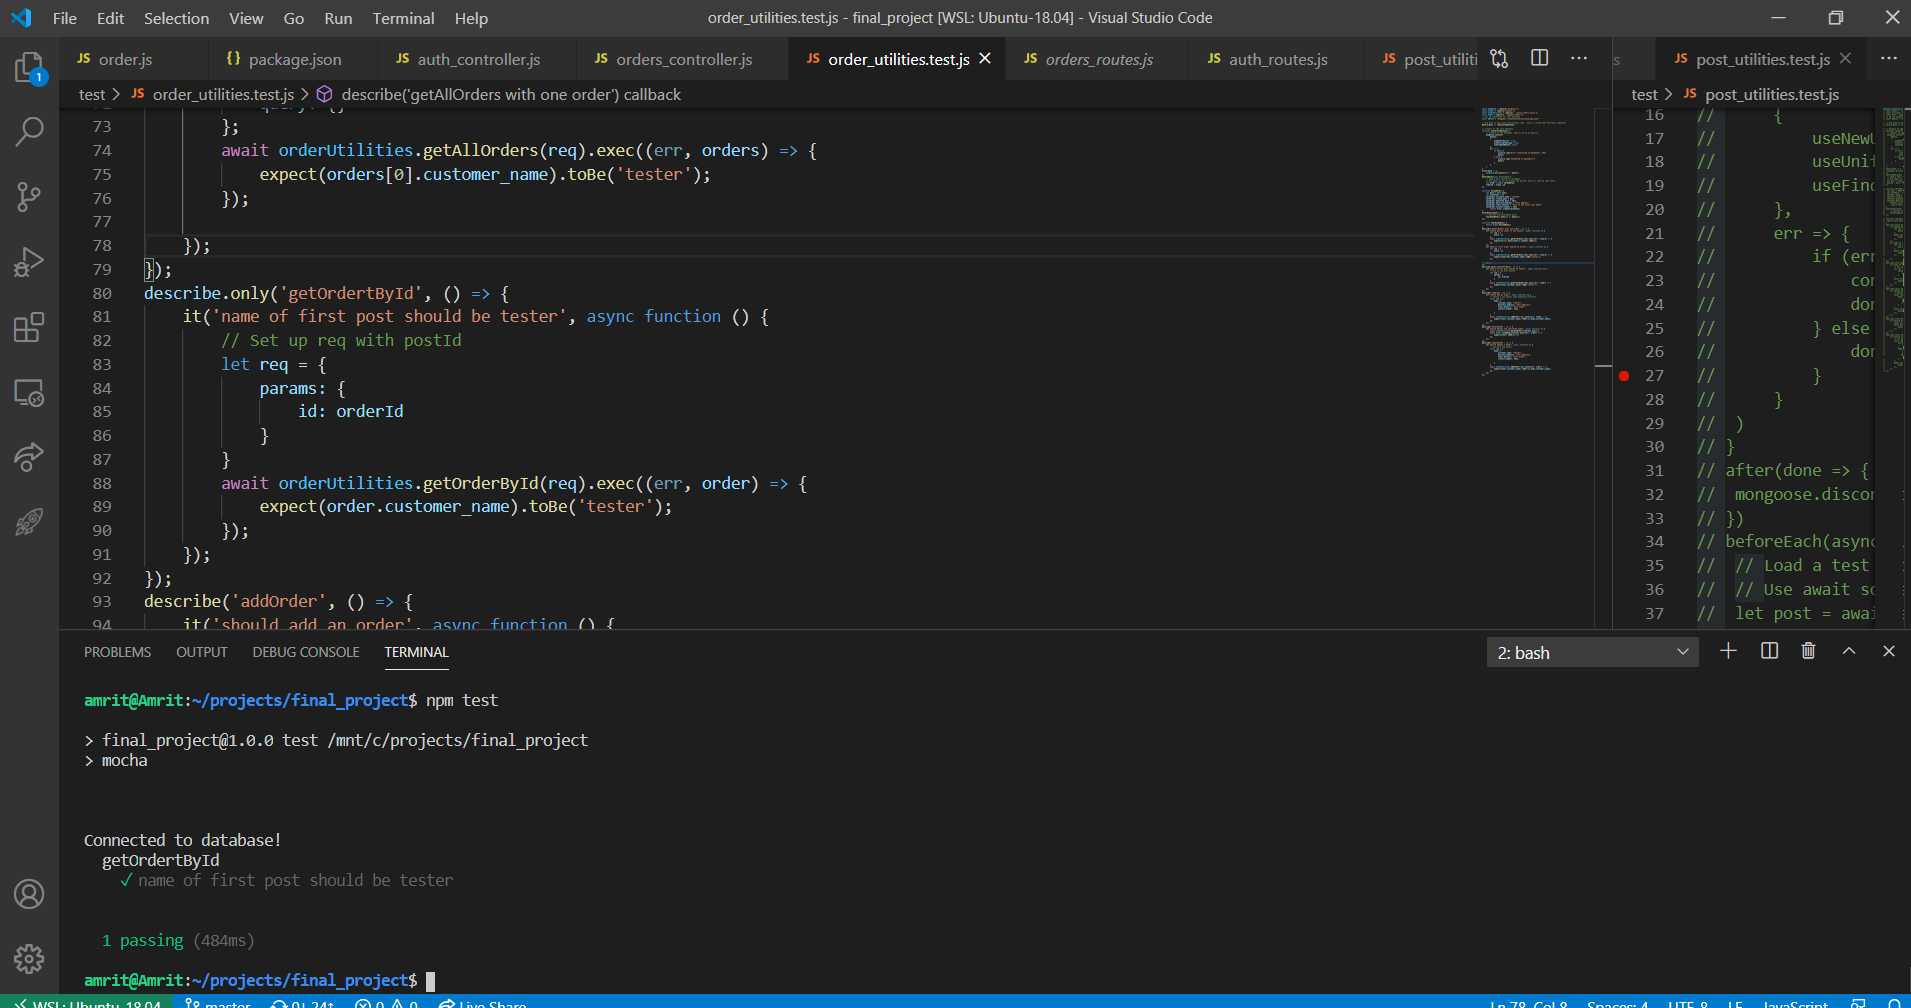 File Edit Selection View Go Run Terminal Help
order_utilities.test.js - final_project [WSL: Ubuntu-18.04] - Visual Studio Code
1
JS order.js
{} package.json
JS auth_controller.js
JS orders_controller.js
JS order_utilities.test.js
JS orders_routes.js
JS auth_routes.js
JS post_utiliti
JS post_utilities.test.js
test > JS order_utilities.test.js > describe('getAllOrders with one order') callback
73 };
74 await orderUtilities.getAllOrders(req).exec((err, orders) => {
75 expect(orders[0].customer_name).toBe('tester');
76 });
77
78 });
79 });
80 describe.only('getOrdertById', () => {
81 it('name of first post should be tester', async function () {
82 // Set up req with postId
83 let req = {
84 params: {
85 id: orderId
86 }
87 }
88 await orderUtilities.getOrderById(req).exec((err, order) => {
89 expect(order.customer_name).toBe('tester');
90 });
91 });
92 });
93 describe('addOrder', () => {
94 it('should add an order', async function () {
test > JS post_utilities.test.js
16 // {
17 // useNewU
18 // useUnif
19 // useFind
20 // },
21 // err => {
22 // if (err
23 // con
24 // don
25 // } else
26 // don
27 // }
28 // }
29 // )
30 // }
31 // after(done => {
32 // mongoose.discon
33 // })
34 // beforeEach(async
35 // // Load a test
36 // // Use await so
37 // let post = awai
PROBLEMS OUTPUT DEBUG CONSOLE TERMINAL
2: bash
amrit@Amrit:~/projects/final_project$ npm test
> final_project@1.0.0 test /mnt/c/projects/final_project
> mocha
Connected to database!
getOrdertById
✓ name of first post should be tester
1 passing (484ms)
amrit@Amrit:~/projects/final_project$
WSL: Ubuntu-18.04 master 0↓ 24↑ 0 0 Live Share
Ln 78, Col 8 Spaces: 4 UTF-8 LF JavaScript